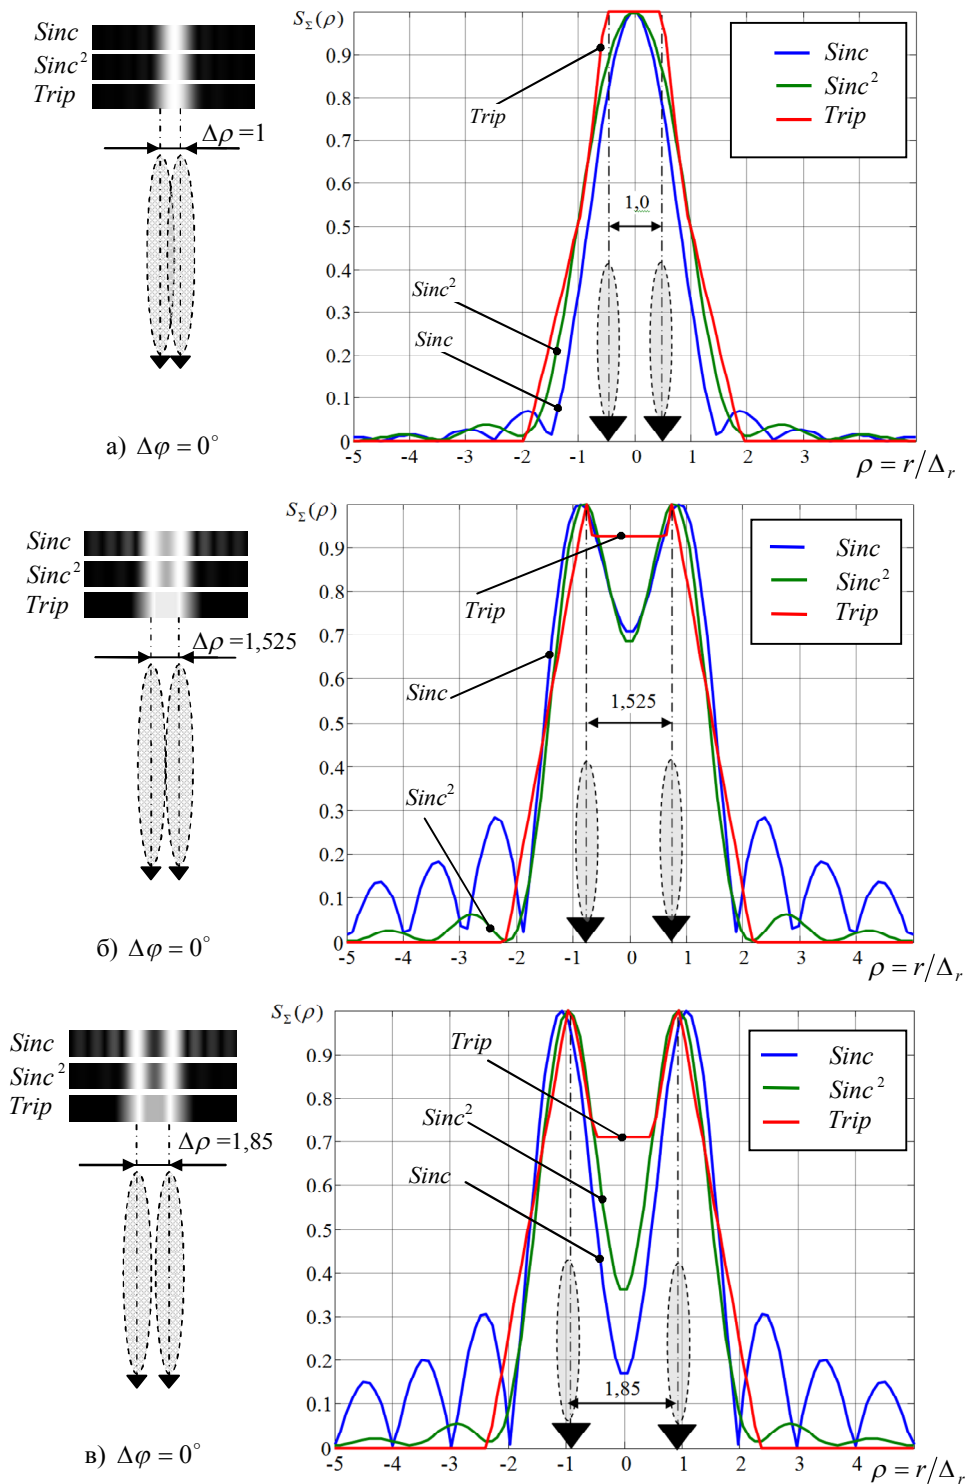 Sinc
Sinc²
Trip
Δρ = 1
а) Δφ = 0°
S_Σ(ρ)
0.9
0.8
0.7
0.6
0.5
0.4
0.3
0.2
0.1
0
Trip
1,0
Sinc²
Sinc
Sinc
Sinc²
Trip
-5 -4 -3 -2 -1 0 1 2 3
ρ = r/Δ_r
Sinc
Sinc²
Trip
Δρ = 1,525
б) Δφ = 0°
S_Σ(ρ)
0.9
0.8
0.7
0.6
0.5
0.4
0.3
0.2
0.1
0
Trip
Sinc
1,525
Sinc²
Sinc
Sinc²
Trip
-5 -4 -3 -2 -1 0 1 2 3 4
ρ = r/Δ_r
Sinc
Sinc²
Trip
Δρ = 1,85
в) Δφ = 0°
S_Σ(ρ)
0.9
0.8
0.7
0.6
0.5
0.4
0.3
0.2
0.1
0
Trip
Sinc²
Sinc
1,85
Sinc
Sinc²
Trip
-5 -4 -3 -2 -1 0 1 2 3 4
ρ = r/Δ_r